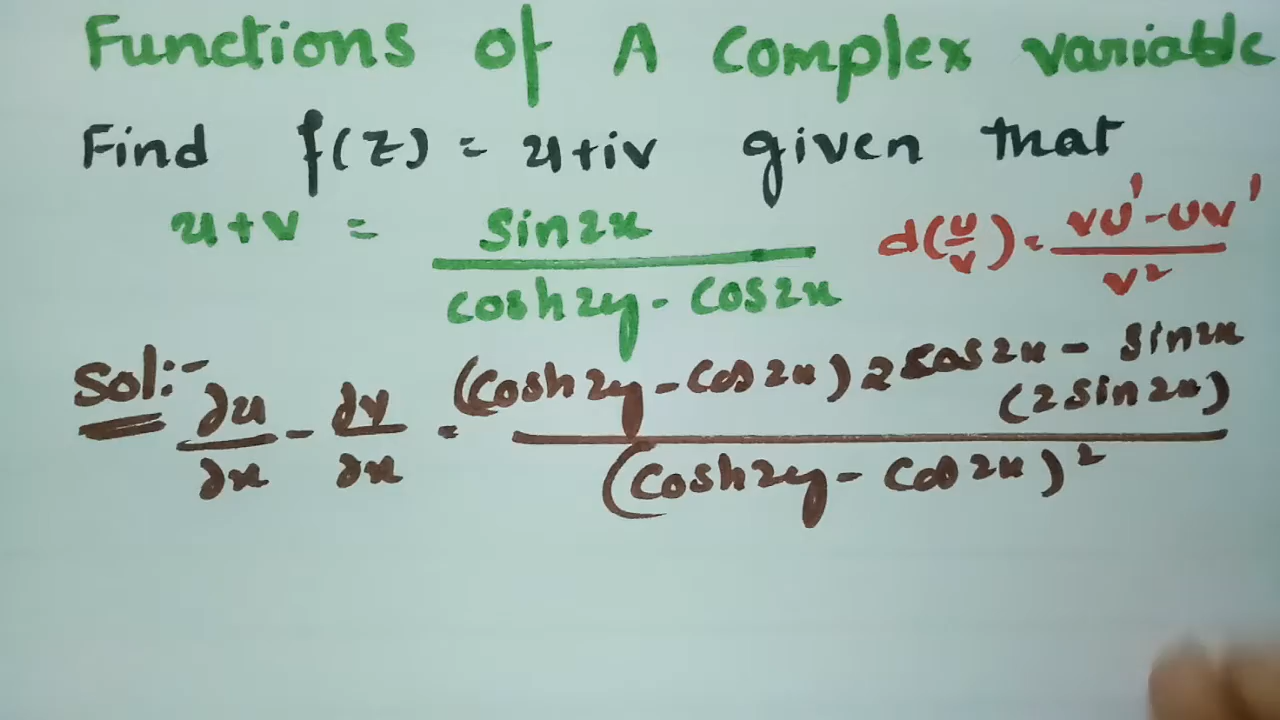 Functions of A Complex variable
Find f(z) = u+iv given that
u+v = sin2x / cosh2y - cos2x
d(u/v) = vu' - uv' / v²
Sol:- ∂u/∂x - ∂v/∂x = (cosh2y - cos2x) 2cos2x - sin2x (2sin2x) / (cosh2y - cos2x)²